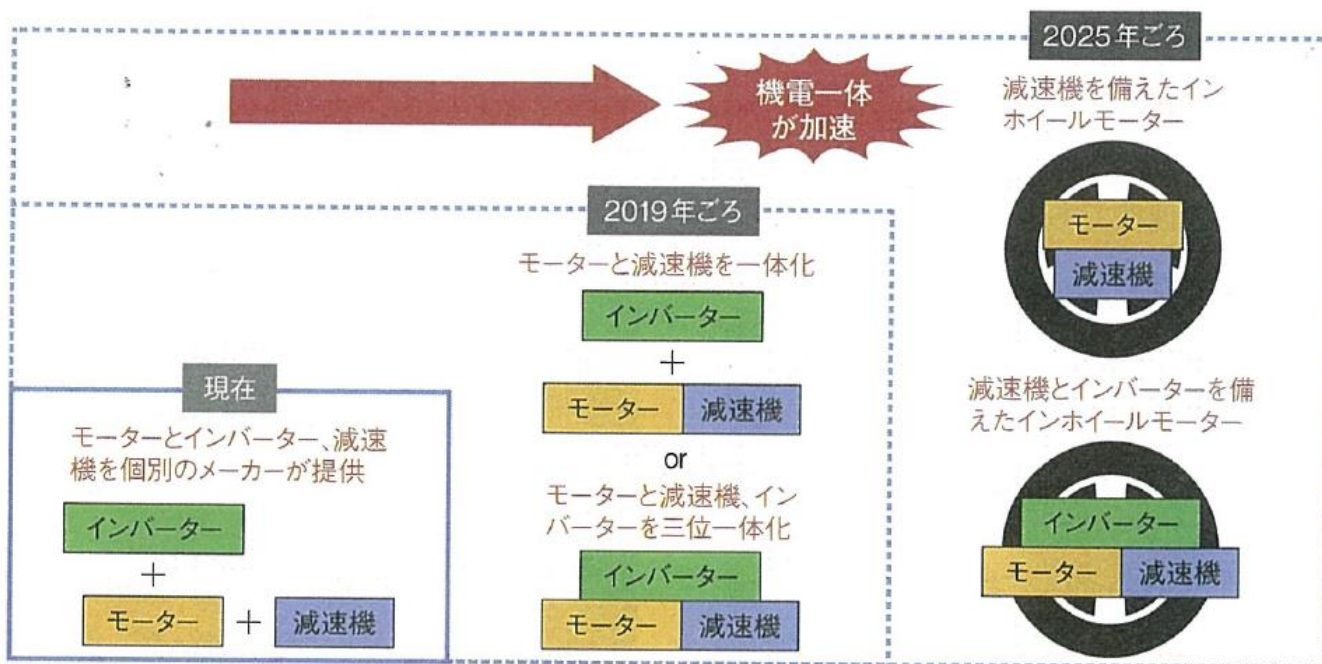 2025年ごろ
減速機を備えたイン
ホイールモーター
機電一体
が加速
モーター
減速機
2019年ごろ
モーターと減速機を一体化
インバーター
+
モーター 減速機
or
モーターと減速機、イン
バーターを三位一体化
インバーター
モーター 減速機
減速機とインバーターを備
えたインホイールモーター
インバーター
モーター 減速機
現在
モーターとインバーター、減速
機を個別のメーカーが提供
インバーター
+
モーター + 減速機